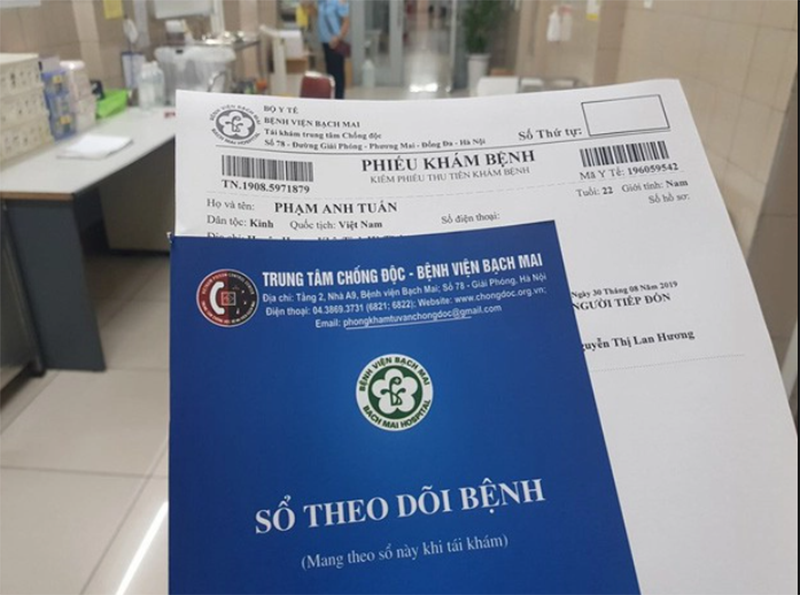 BỘ Y TẾ
BỆNH VIỆN BẠCH MAI
Tái khám trung tâm Chống độc
Số 78 - Đường Giải Phóng - Phương Mai - Đống Đa - Hà Nội
Số Thứ tự:
PHIẾU KHÁM BỆNH
KIÊM PHIẾU THU TIỀN KHÁM BỆNH
TN.1908.5971879
Mã Y Tế: 196059542
Họ và tên: PHẠM ANH TUẤN
Tuổi: 22 Giới tính: Nam
Dân tộc: Kinh Quốc tịch: Việt Nam
Số điện thoại:
Số hồ sơ:
Ngày 30 Tháng 08 năm 2019
NGƯỜI TIẾP ĐÓN
guyễn Thị Lan Hương
TRUNG TÂM CHỐNG ĐỘC - BỆNH VIỆN BẠCH MAI
Địa chỉ: Tầng 2, Nhà A9, Bệnh viện Bạch Mai; Số 78 - Giải Phóng, Hà Nội
Điện thoại: 04.3869.3731 (6821; 6822); Website: www.chongdoc.org.vn;
Email: phongkhamtuvanchongdoc@gmail.com
BỆNH VIỆN BẠCH MAI
BACH MAI HOSPITAL
SỔ THEO DÕI BỆNH
(Mang theo sổ này khi tái khám)